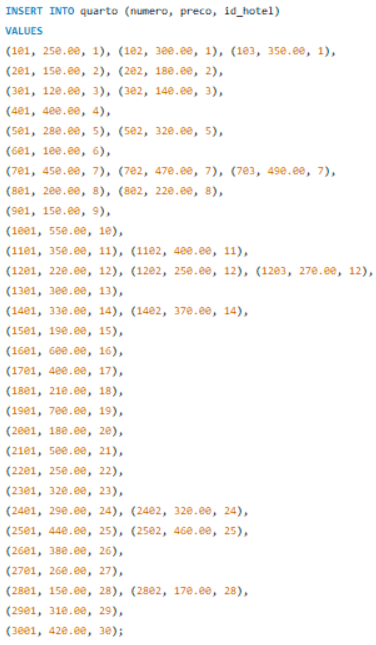 INSERT INTO quarto (numero, preco, id_hotel)
VALUES
(101, 250.00, 1), (102, 300.00, 1), (103, 350.00, 1),
(201, 150.00, 2), (202, 180.00, 2),
(301, 120.00, 3), (302, 140.00, 3),
(401, 400.00, 4),
(501, 280.00, 5), (502, 320.00, 5),
(601, 100.00, 6),
(701, 450.00, 7), (702, 470.00, 7), (703, 490.00, 7),
(801, 200.00, 8), (802, 220.00, 8),
(901, 150.00, 9),
(1001, 550.00, 10),
(1101, 350.00, 11), (1102, 400.00, 11),
(1201, 220.00, 12), (1202, 250.00, 12), (1203, 270.00, 12),
(1301, 300.00, 13),
(1401, 330.00, 14), (1402, 370.00, 14),
(1501, 190.00, 15),
(1601, 600.00, 16),
(1701, 400.00, 17),
(1801, 210.00, 18),
(1901, 700.00, 19),
(2001, 180.00, 20),
(2101, 500.00, 21),
(2201, 250.00, 22),
(2301, 320.00, 23),
(2401, 290.00, 24), (2402, 320.00, 24),
(2501, 440.00, 25), (2502, 460.00, 25),
(2601, 380.00, 26),
(2701, 260.00, 27),
(2801, 150.00, 28), (2802, 170.00, 28),
(2901, 310.00, 29),
(3001, 420.00, 30);